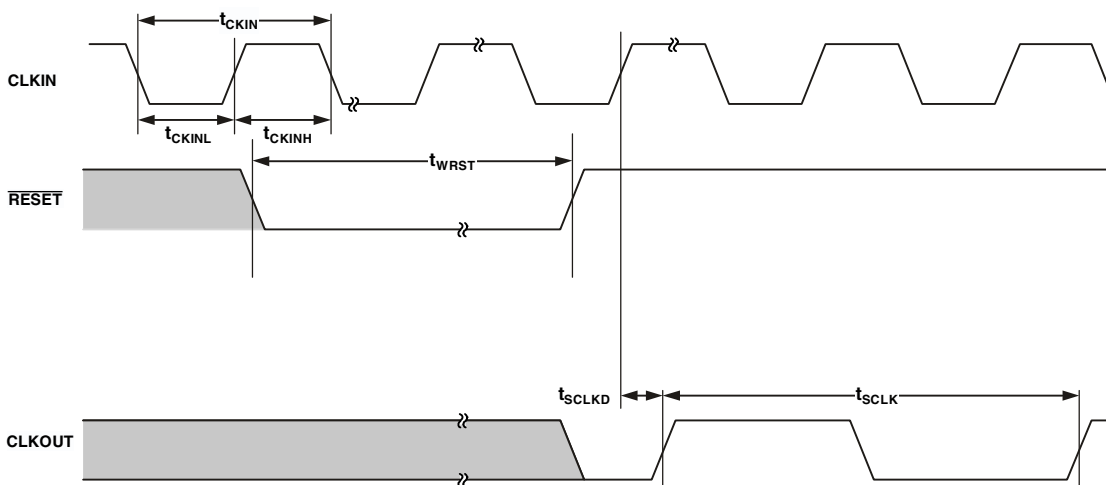 tCKIN
CLKIN
tCKINL
tCKINH
tWRST
RESET
tSCLKD
tSCLK
CLKOUT